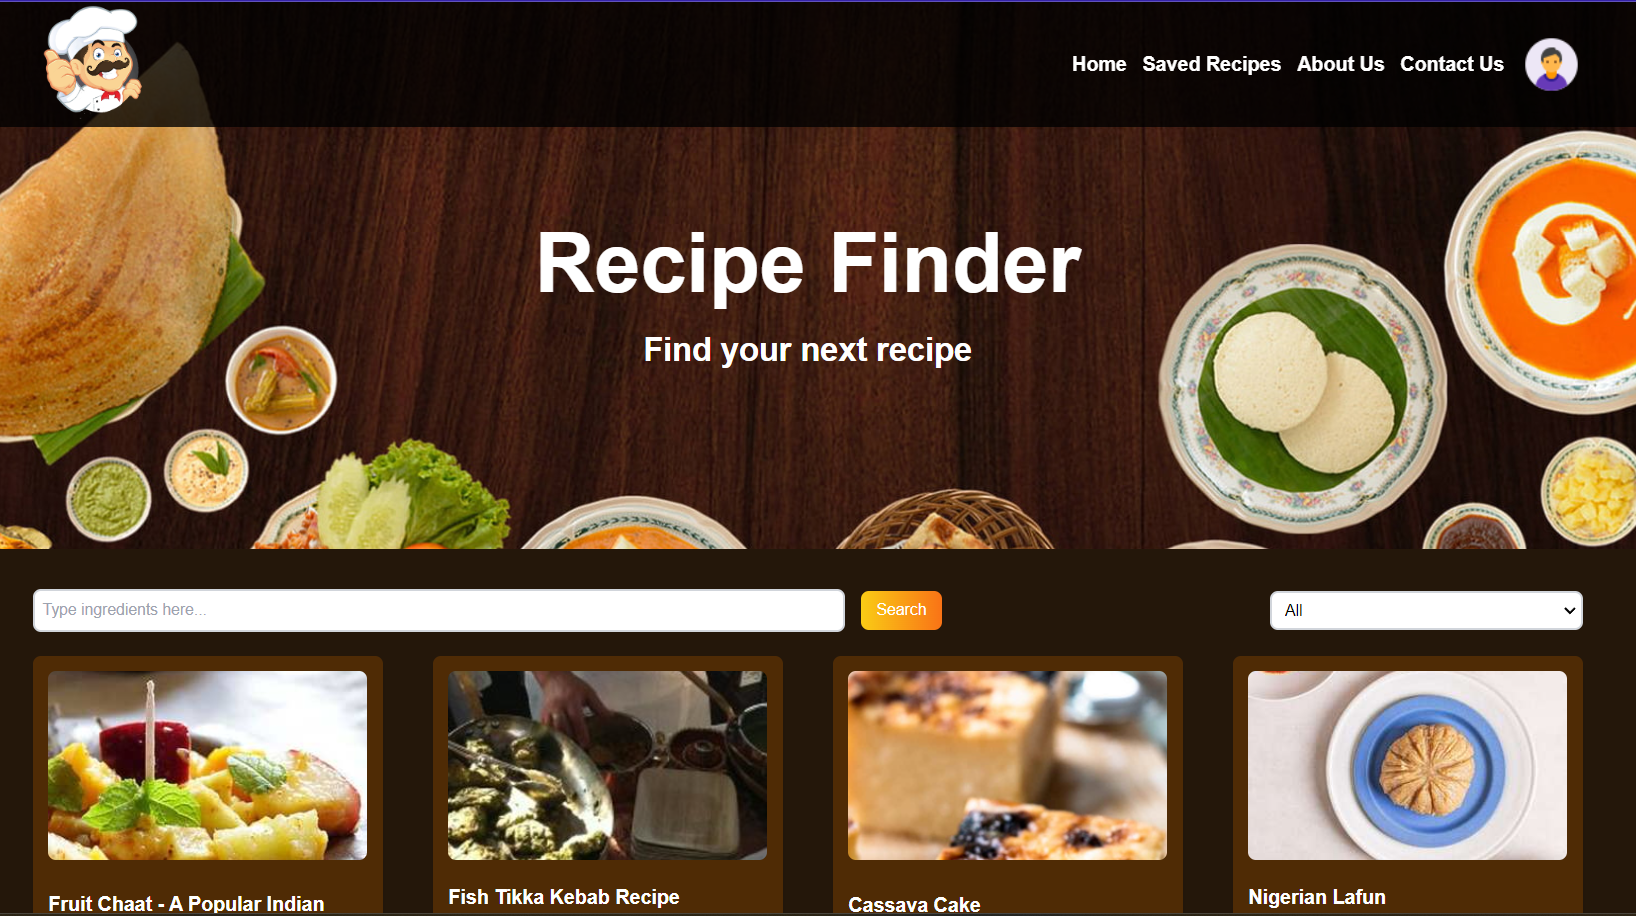 Home Saved Recipes About Us Contact Us
Recipe Finder
Find your next recipe
Type ingredients here...
Search
All
Fruit Chaat - A Popular Indian
Fish Tikka Kebab Recipe
Cassava Cake
Nigerian Lafun